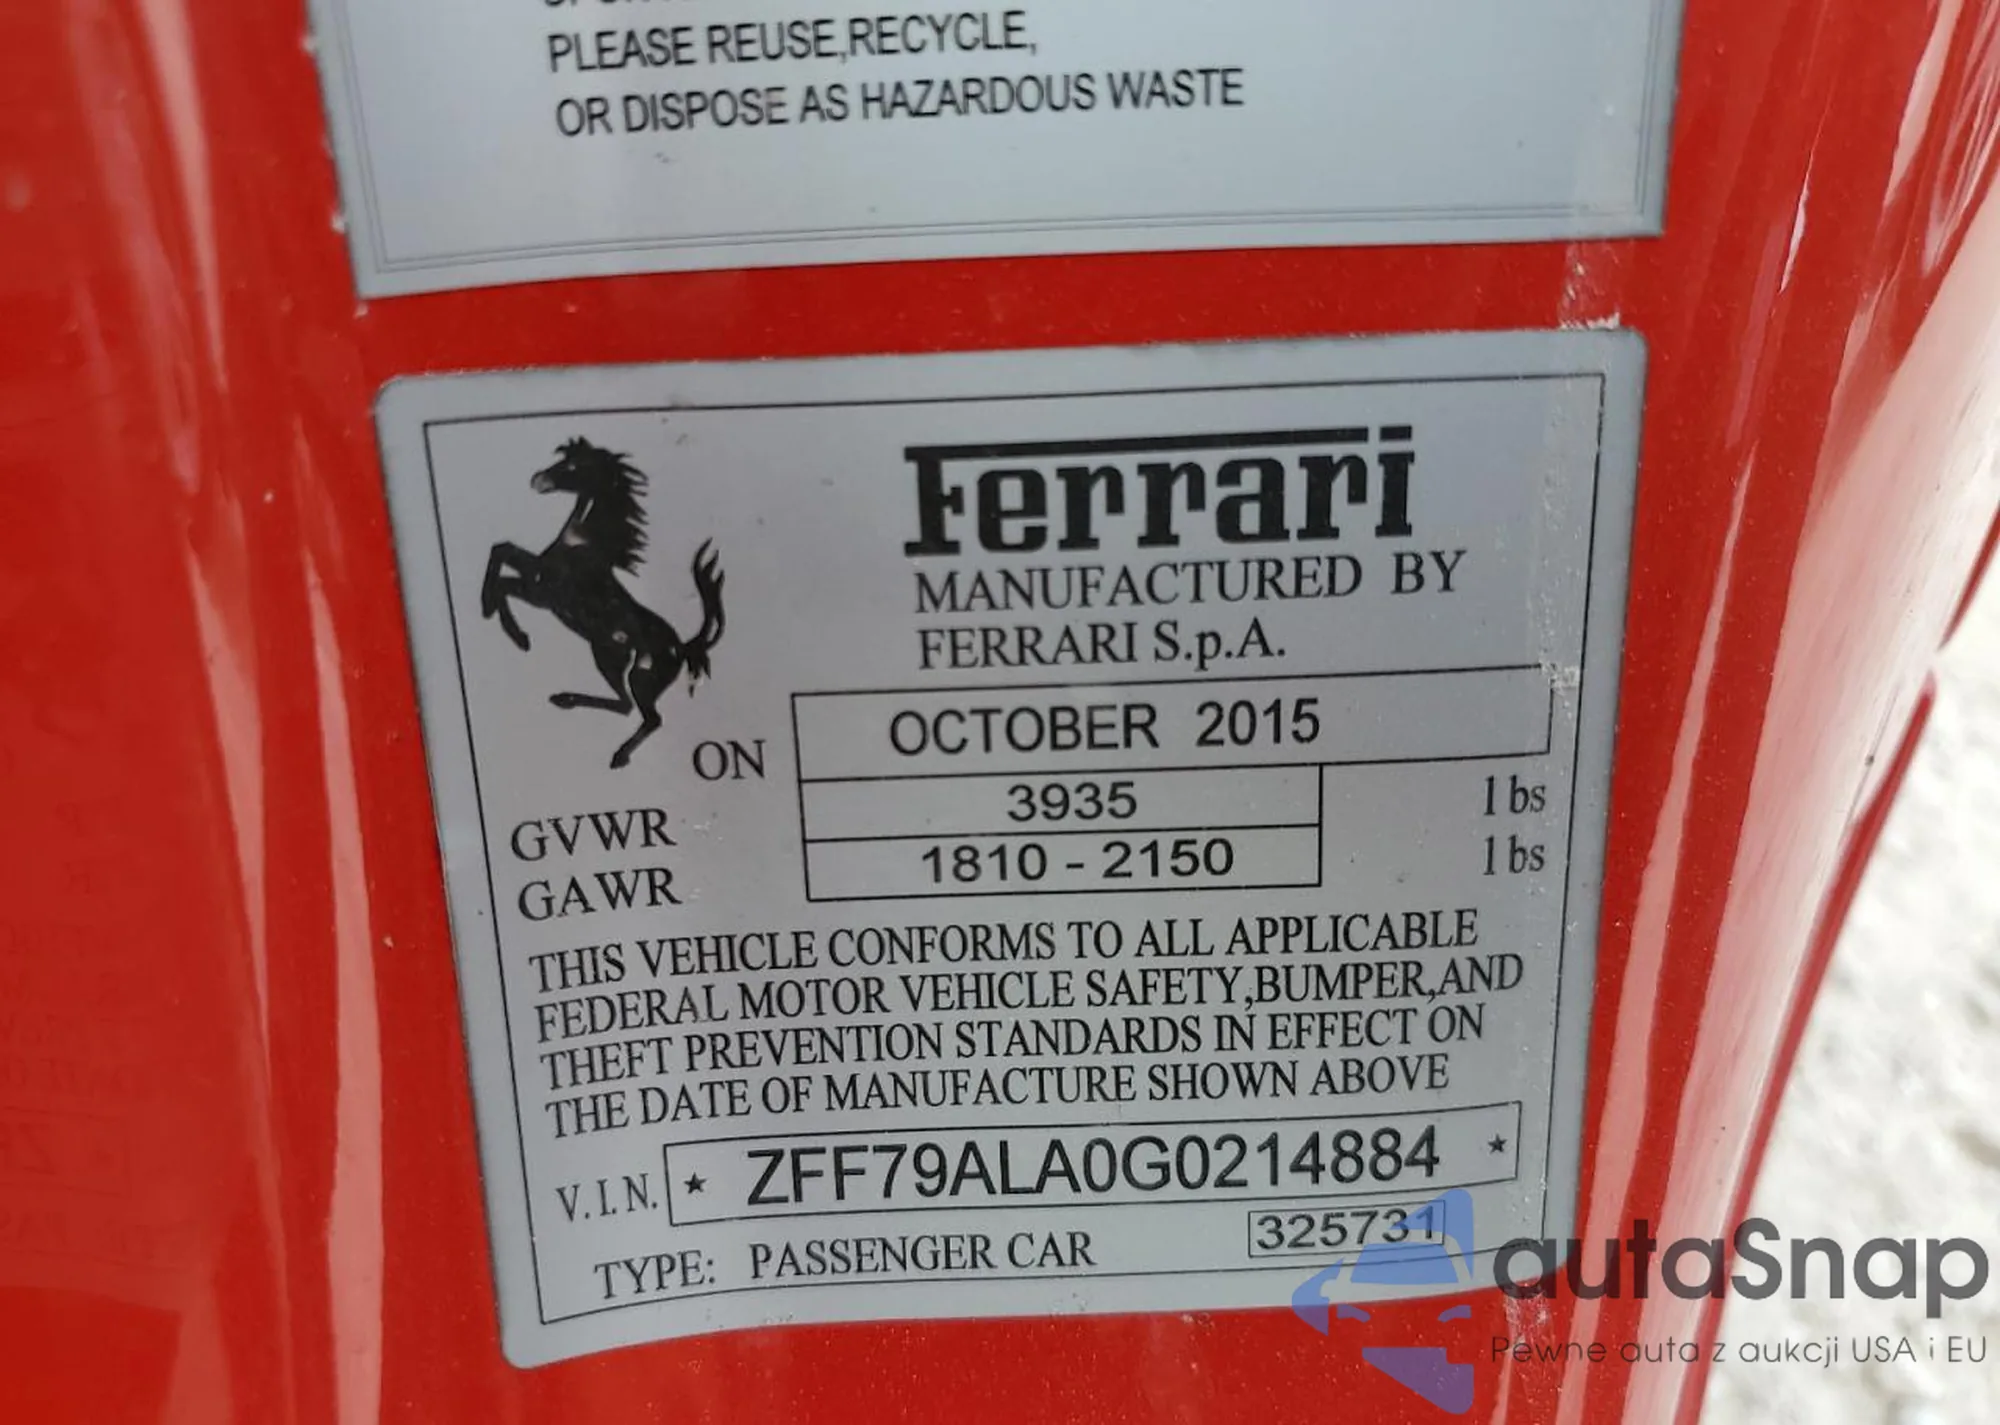 PLEASE REUSE,RECYCLE,
OR DISPOSE AS HAZARDOUS WASTE
Ferrari
MANUFACTURED BY
FERRARI S.p.A.
ON OCTOBER 2015
GVWR 3935 lbs
GAWR 1810 - 2150 lbs
THIS VEHICLE CONFORMS TO ALL APPLICABLE
FEDERAL MOTOR VEHICLE SAFETY,BUMPER,AND
THEFT PREVENTION STANDARDS IN EFFECT ON
THE DATE OF MANUFACTURE SHOWN ABOVE
V.I.N. * ZFF79ALA0G0214884 *
TYPE: PASSENGER CAR 325731
autaSnap
Pewne auta z aukcji USA i EU